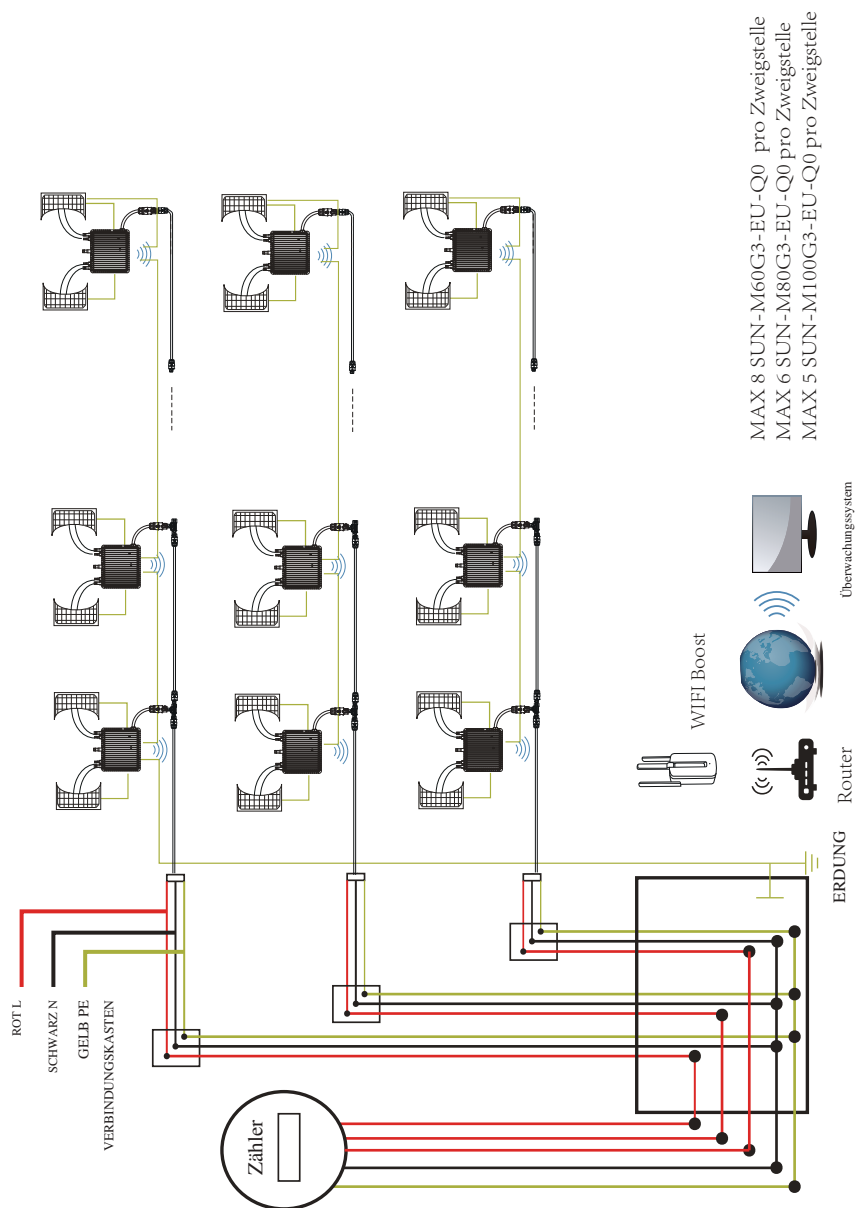 ROT L
SCHWARZ N
GELB PE
VERBINDUNGSKASTEN
Zähler
ERDUNG
WIFI Boost
Router
Überwachungssystem
MAX 8 SUN-M60G3-EU-Q0 pro Zweigstelle
MAX 6 SUN-M80G3-EU-Q0 pro Zweigstelle
MAX 5 SUN-M100G3-EU-Q0 pro Zweigstelle